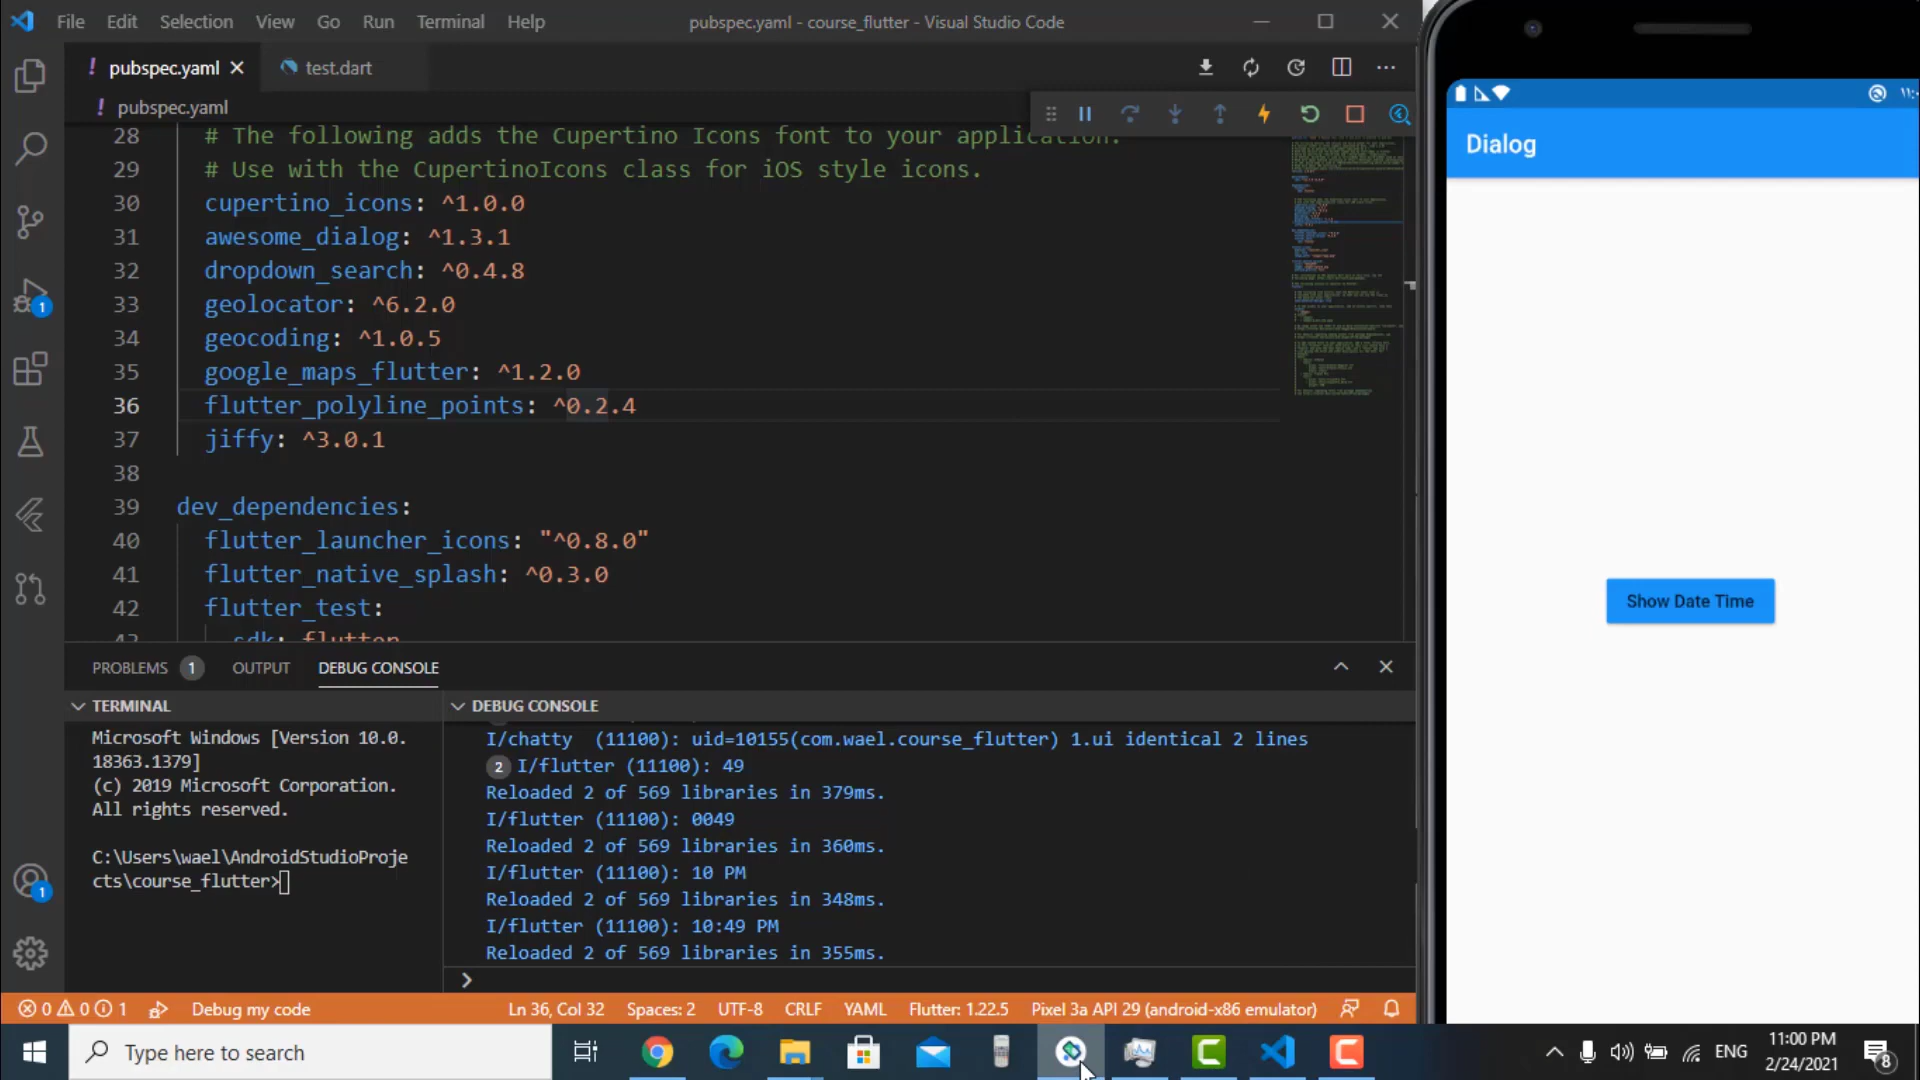 File Edit Selection View Go Run Terminal Help
pubspec.yaml - course_flutter - Visual Studio Code
! pubspec.yaml
test.dart
! pubspec.yaml
28 # The following adds the Cupertino Icons font to your application.
29 # Use with the CupertinoIcons class for iOS style icons.
30 cupertino_icons: ^1.0.0
31 awesome_dialog: ^1.3.1
32 dropdown_search: ^0.4.8
33 geolocator: ^6.2.0
34 geocoding: ^1.0.5
35 google_maps_flutter: ^1.2.0
36 flutter_polyline_points: ^0.2.4
37 jiffy: ^3.0.1
38
39 dev_dependencies:
40 flutter_launcher_icons: "^0.8.0"
41 flutter_native_splash: ^0.3.0
42 flutter_test:
43 sdk: flutter
PROBLEMS 1 OUTPUT DEBUG CONSOLE
TERMINAL
Microsoft Windows [Version 10.0.
18363.1379]
(c) 2019 Microsoft Corporation.
All rights reserved.
C:\Users\wael\AndroidStudioProje
cts\course_flutter>
DEBUG CONSOLE
I/chatty (11100): uid=10155(com.wael.course_flutter) 1.ui identical 2 lines
2 I/flutter (11100): 49
Reloaded 2 of 569 libraries in 379ms.
I/flutter (11100): 0049
Reloaded 2 of 569 libraries in 360ms.
I/flutter (11100): 10 PM
Reloaded 2 of 569 libraries in 348ms.
I/flutter (11100): 10:49 PM
Reloaded 2 of 569 libraries in 355ms.
>
1
1
0 0 1 Debug my code Ln 36, Col 32 Spaces: 2 UTF-8 CRLF YAML Flutter: 1.22.5 Pixel 3a API 29 (android-x86 emulator)
Dialog
Show Date Time
Type here to search
ENG
11:00 PM
2/24/2021
8